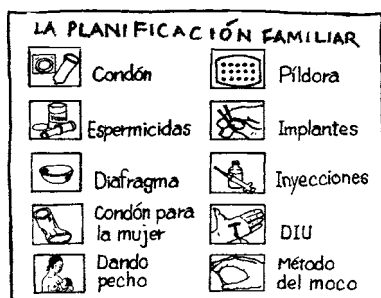 LA PLANIFICACIÓN FAMILIAR
Condón
Píldora
Espermicidas
Implantes
Diafragma
Inyecciones
Condón para
la mujer
DIU
Dando
pecho
Método
del moco